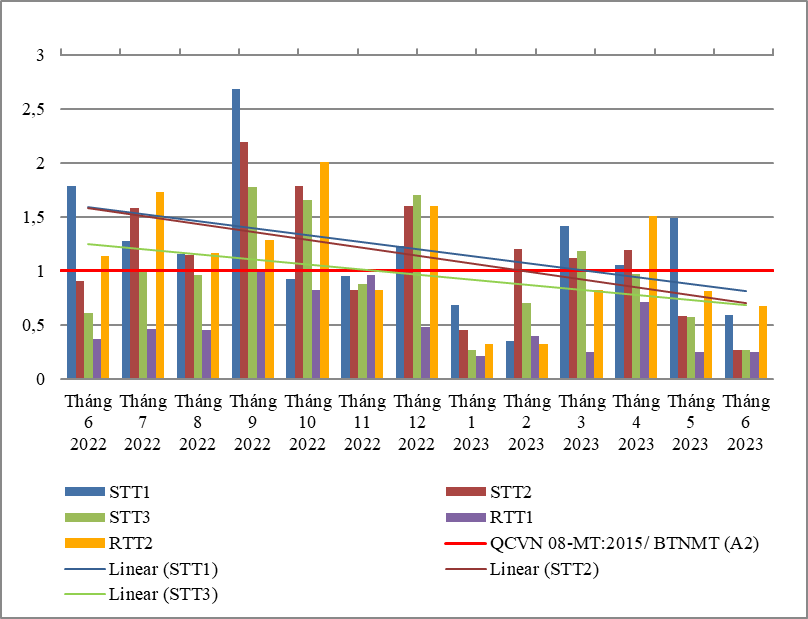 3
2,5
2
1,5
1
0,5
0
Tháng Tháng Tháng Tháng Tháng Tháng Tháng Tháng Tháng Tháng Tháng Tháng Tháng
6 7 8 9 10 11 12 1 2 3 4 5 6
2022 2022 2022 2022 2022 2022 2022 2023 2023 2023 2023 2023 2023
STT1 STT2
STT3 RTT1
RTT2 QCVN 08-MT:2015/ BTNMT (A2)
Linear (STT1) Linear (STT2)
Linear (STT3)